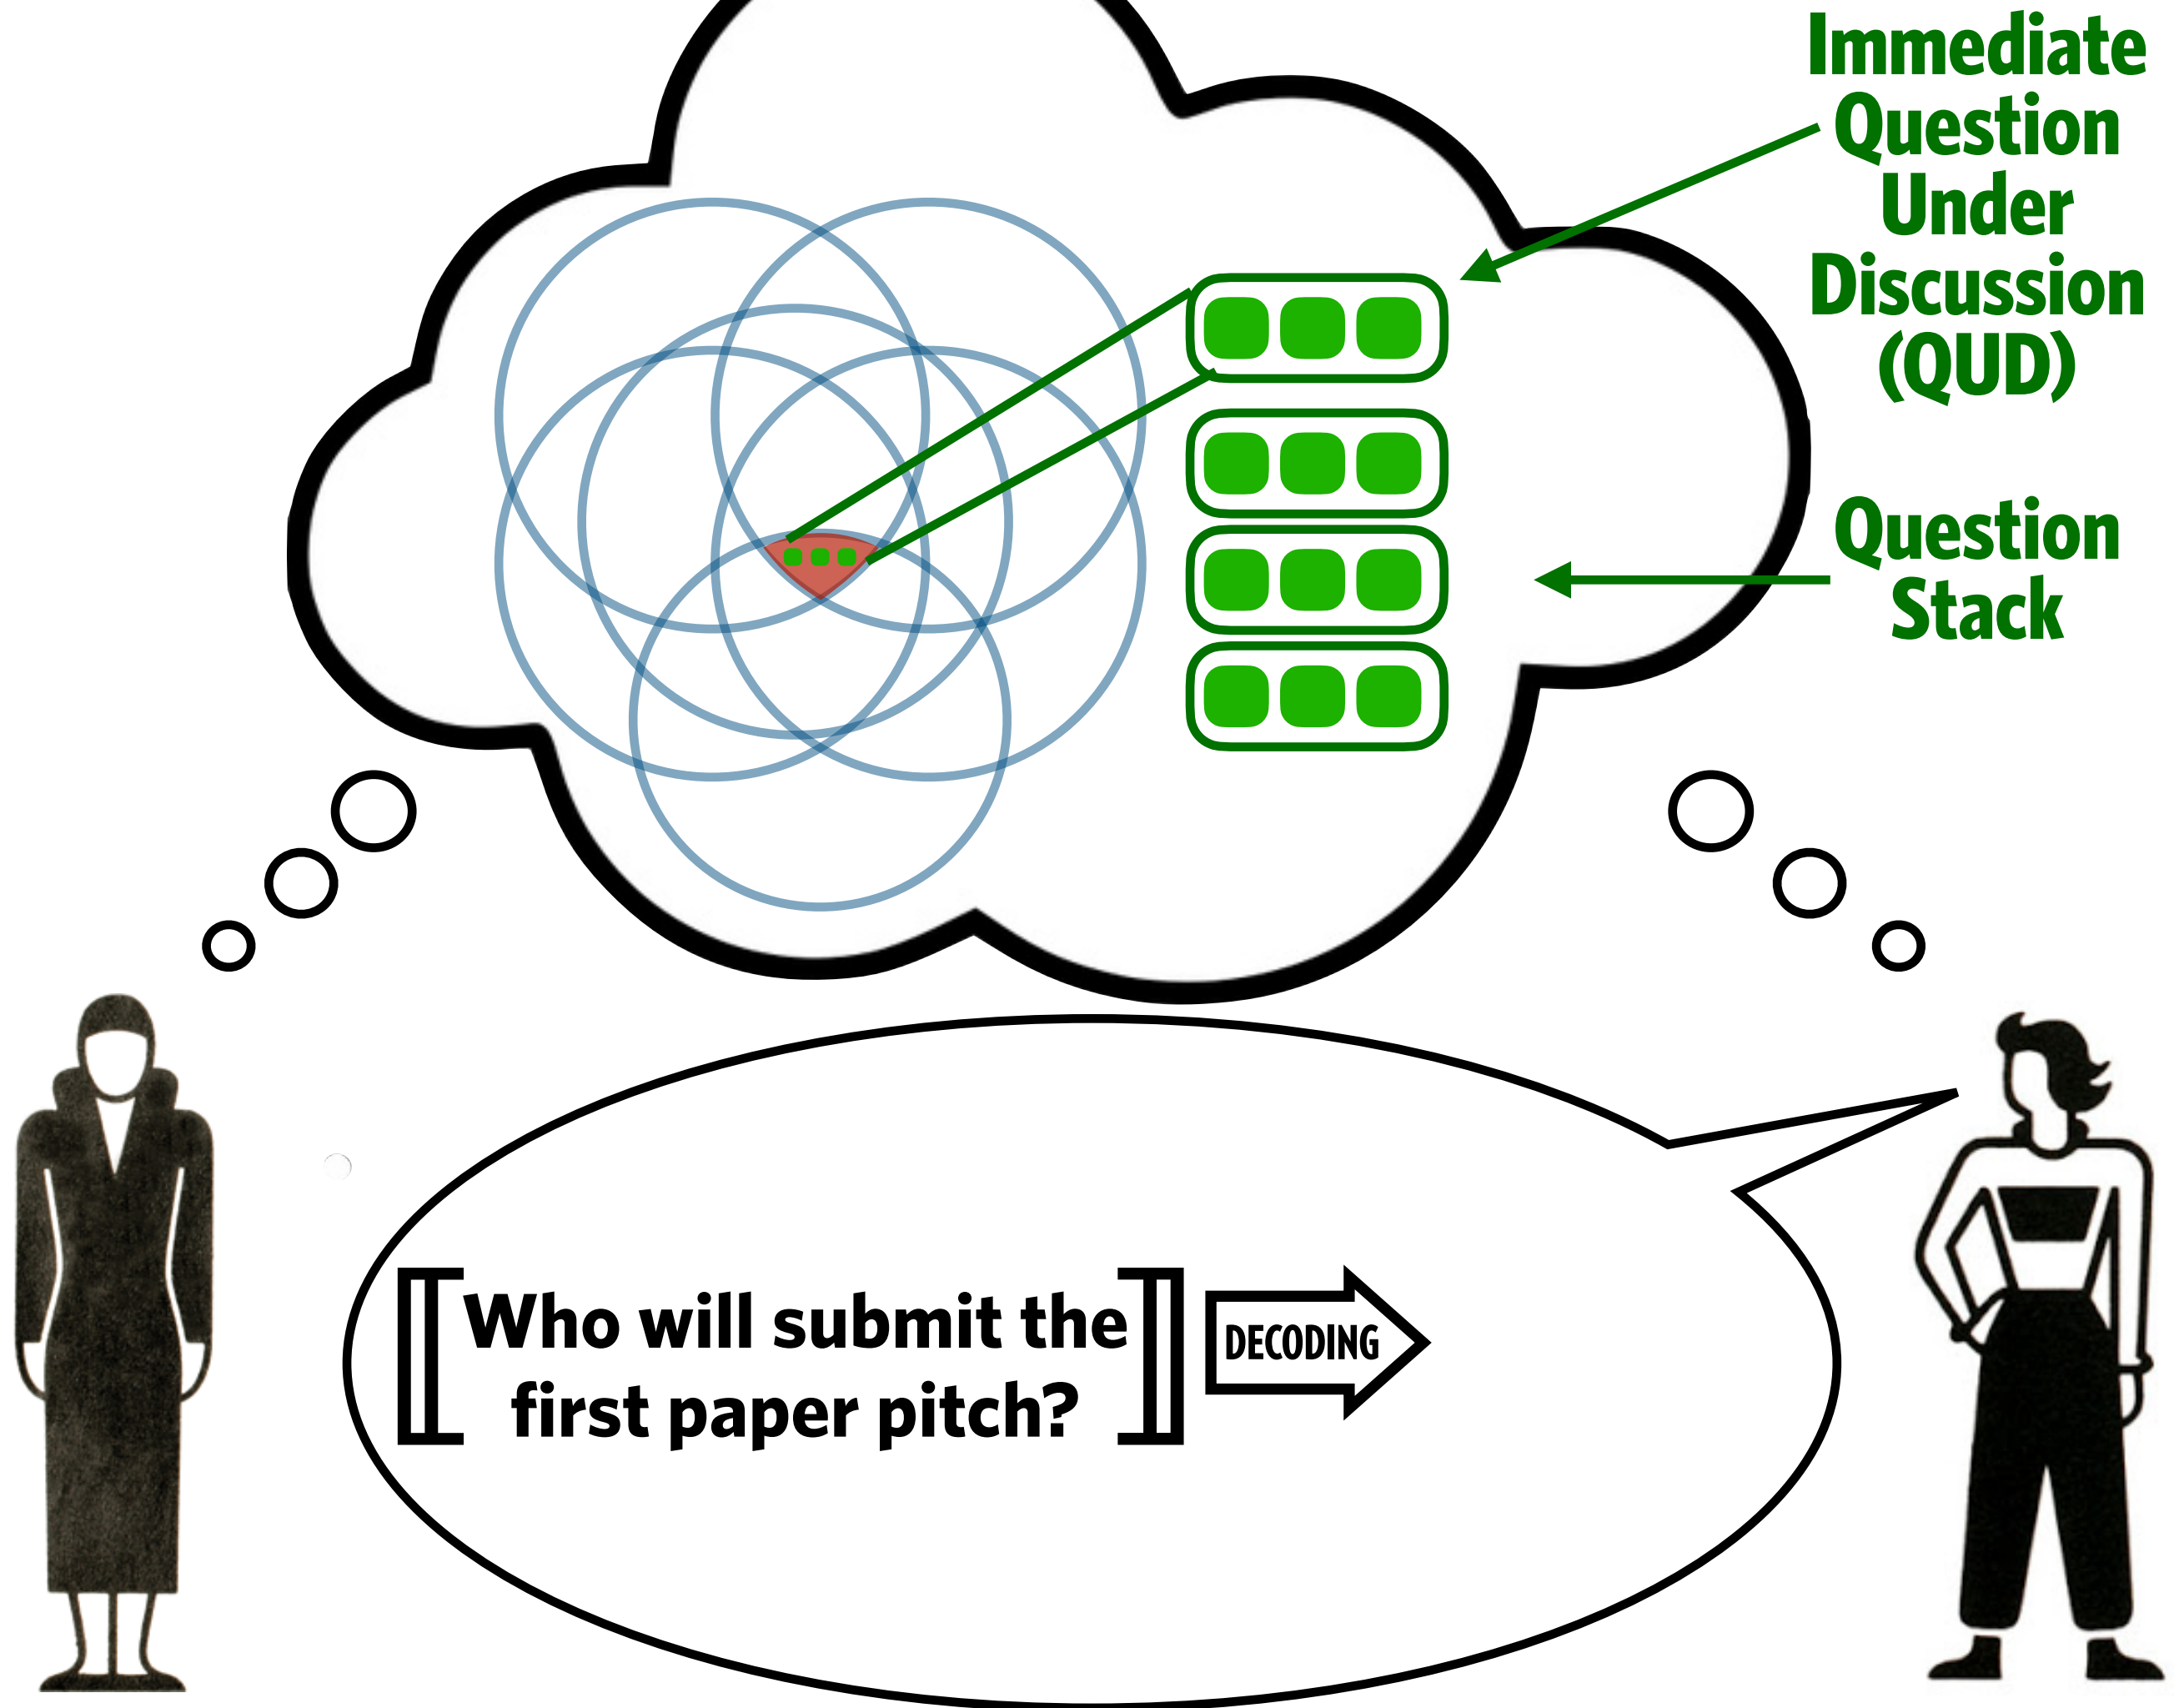 Immediate
Question
Under
Discussion
(QUD)
Question
Stack
Who will submit the
first paper pitch?
DECODING